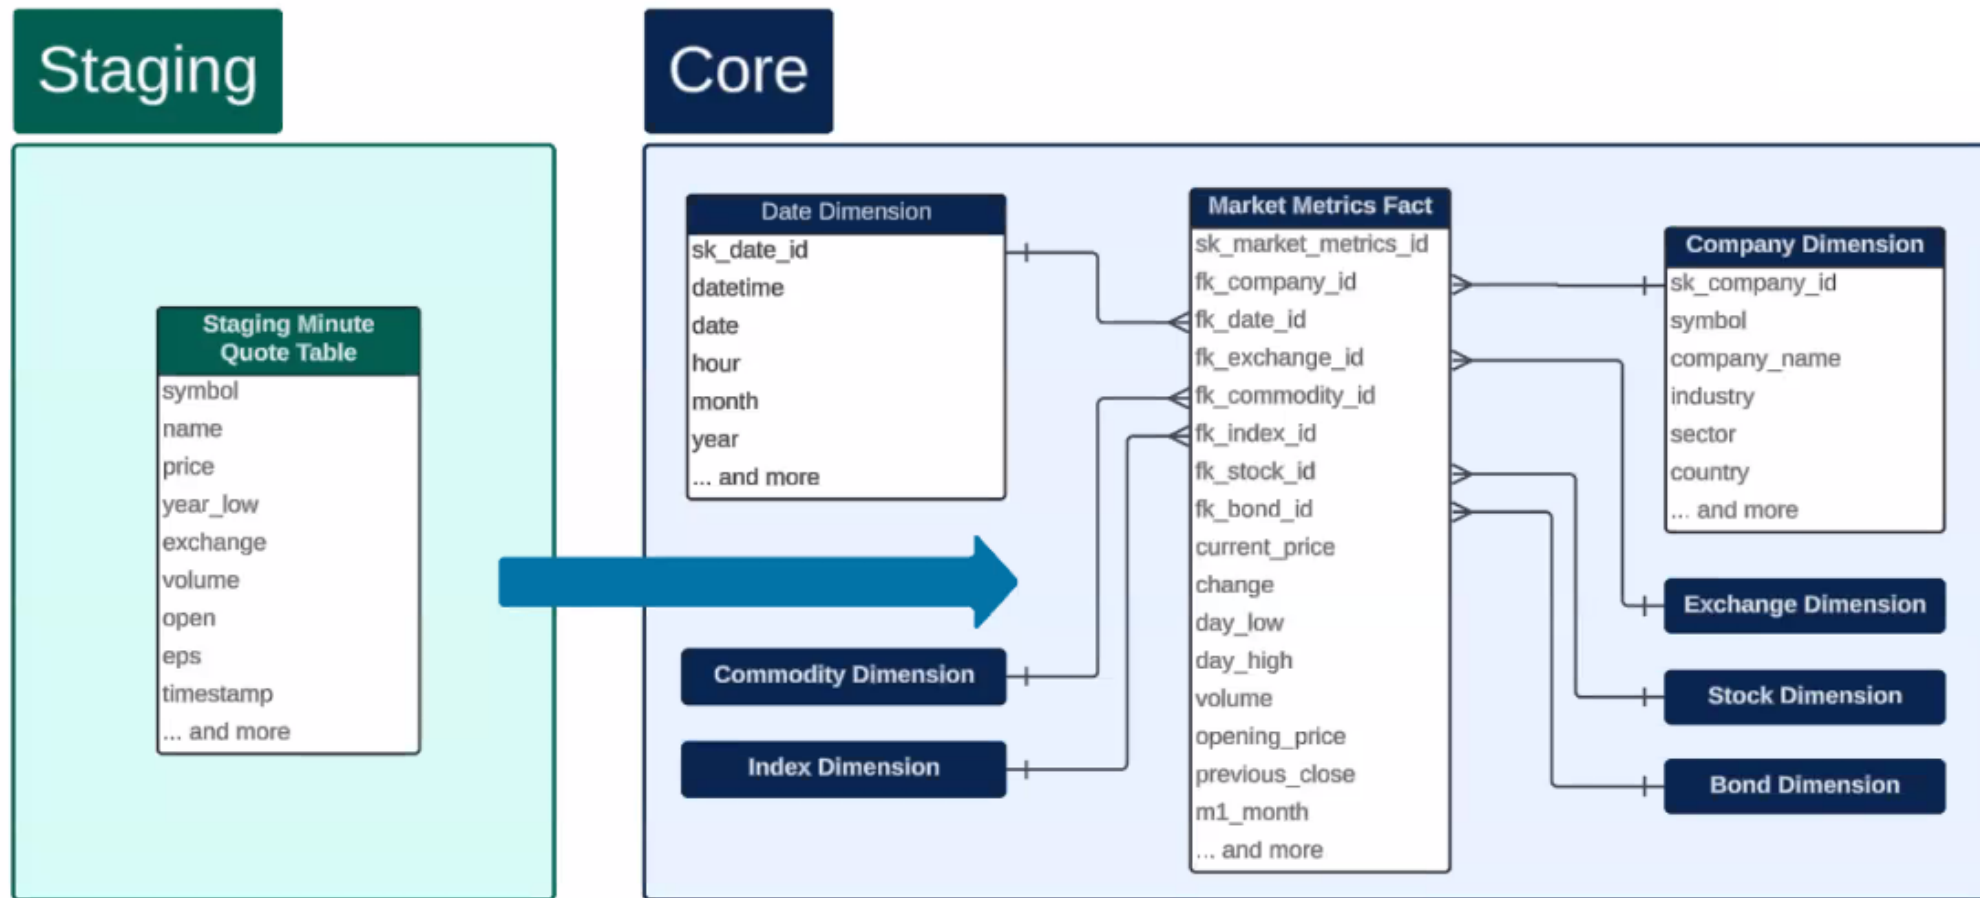 Staging
Staging Minute
Quote Table
symbol
name
price
year_low
exchange
volume
open
eps
timestamp
... and more
Core
Date Dimension
sk_date_id
datetime
date
hour
month
year
... and more
Commodity Dimension
Index Dimension
Market Metrics Fact
sk_market_metrics_id
fk_company_id
fk_date_id
fk_exchange_id
fk_commodity_id
fk_index_id
fk_stock_id
fk_bond_id
current_price
change
day_low
day_high
volume
opening_price
previous_close
m1_month
... and more
Company Dimension
sk_company_id
symbol
company_name
industry
sector
country
... and more
Exchange Dimension
Stock Dimension
Bond Dimension